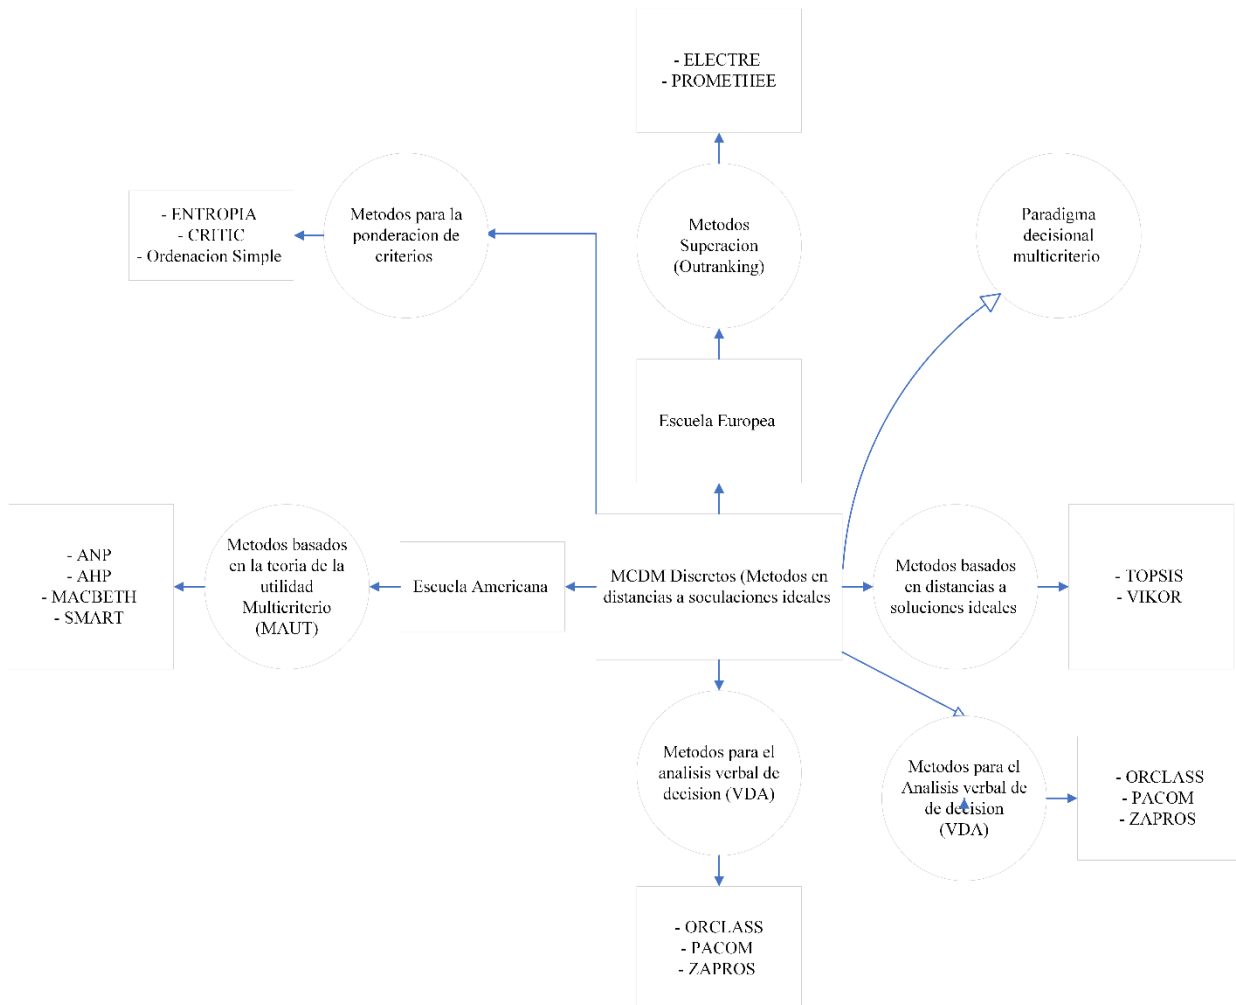 - ELECTRE
- PROMETHEE
- ENTROPIA
- CRITIC
- Ordenacion Simple
Metodos para la
ponderacion de
criterios
Metodos
Superacion
(Outranking)
Paradigma
decisional
multicriterio
Escuela Europea
- ANP
- AHP
- MACBETH
- SMART
Metodos basados
en la teoria de la
utilidad
Multicriterio
(MAUT)
Escuela Americana
MCDM Discretos (Metodos en
distancias a soculaciones ideales
Metodos basados
en distancias a
soluciones ideales
- TOPSIS
- VIKOR
Metodos para el
analisis verbal de
decision (VDA)
Metodos para el
Analisis verbal de
de decision
(VDA)
- ORCLASS
- PACOM
- ZAPROS
- ORCLASS
- PACOM
- ZAPROS